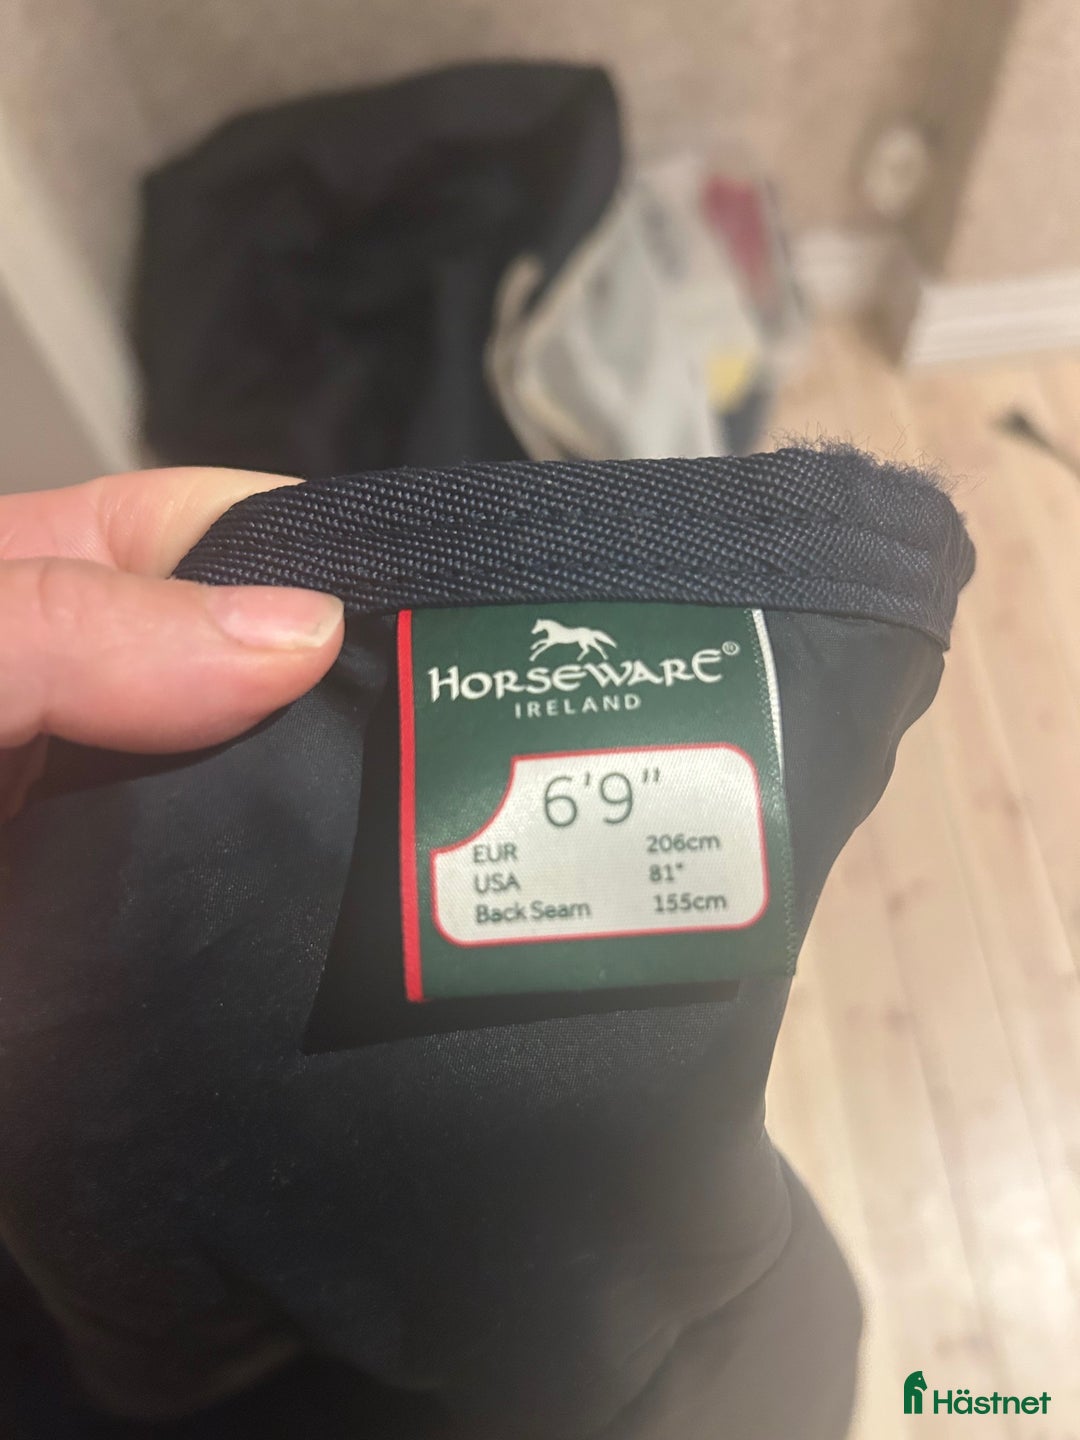 HORSEWARE®
IRELAND
6'9"
EUR 206cm
USA 81"
Back Seam 155cm
Hästnet